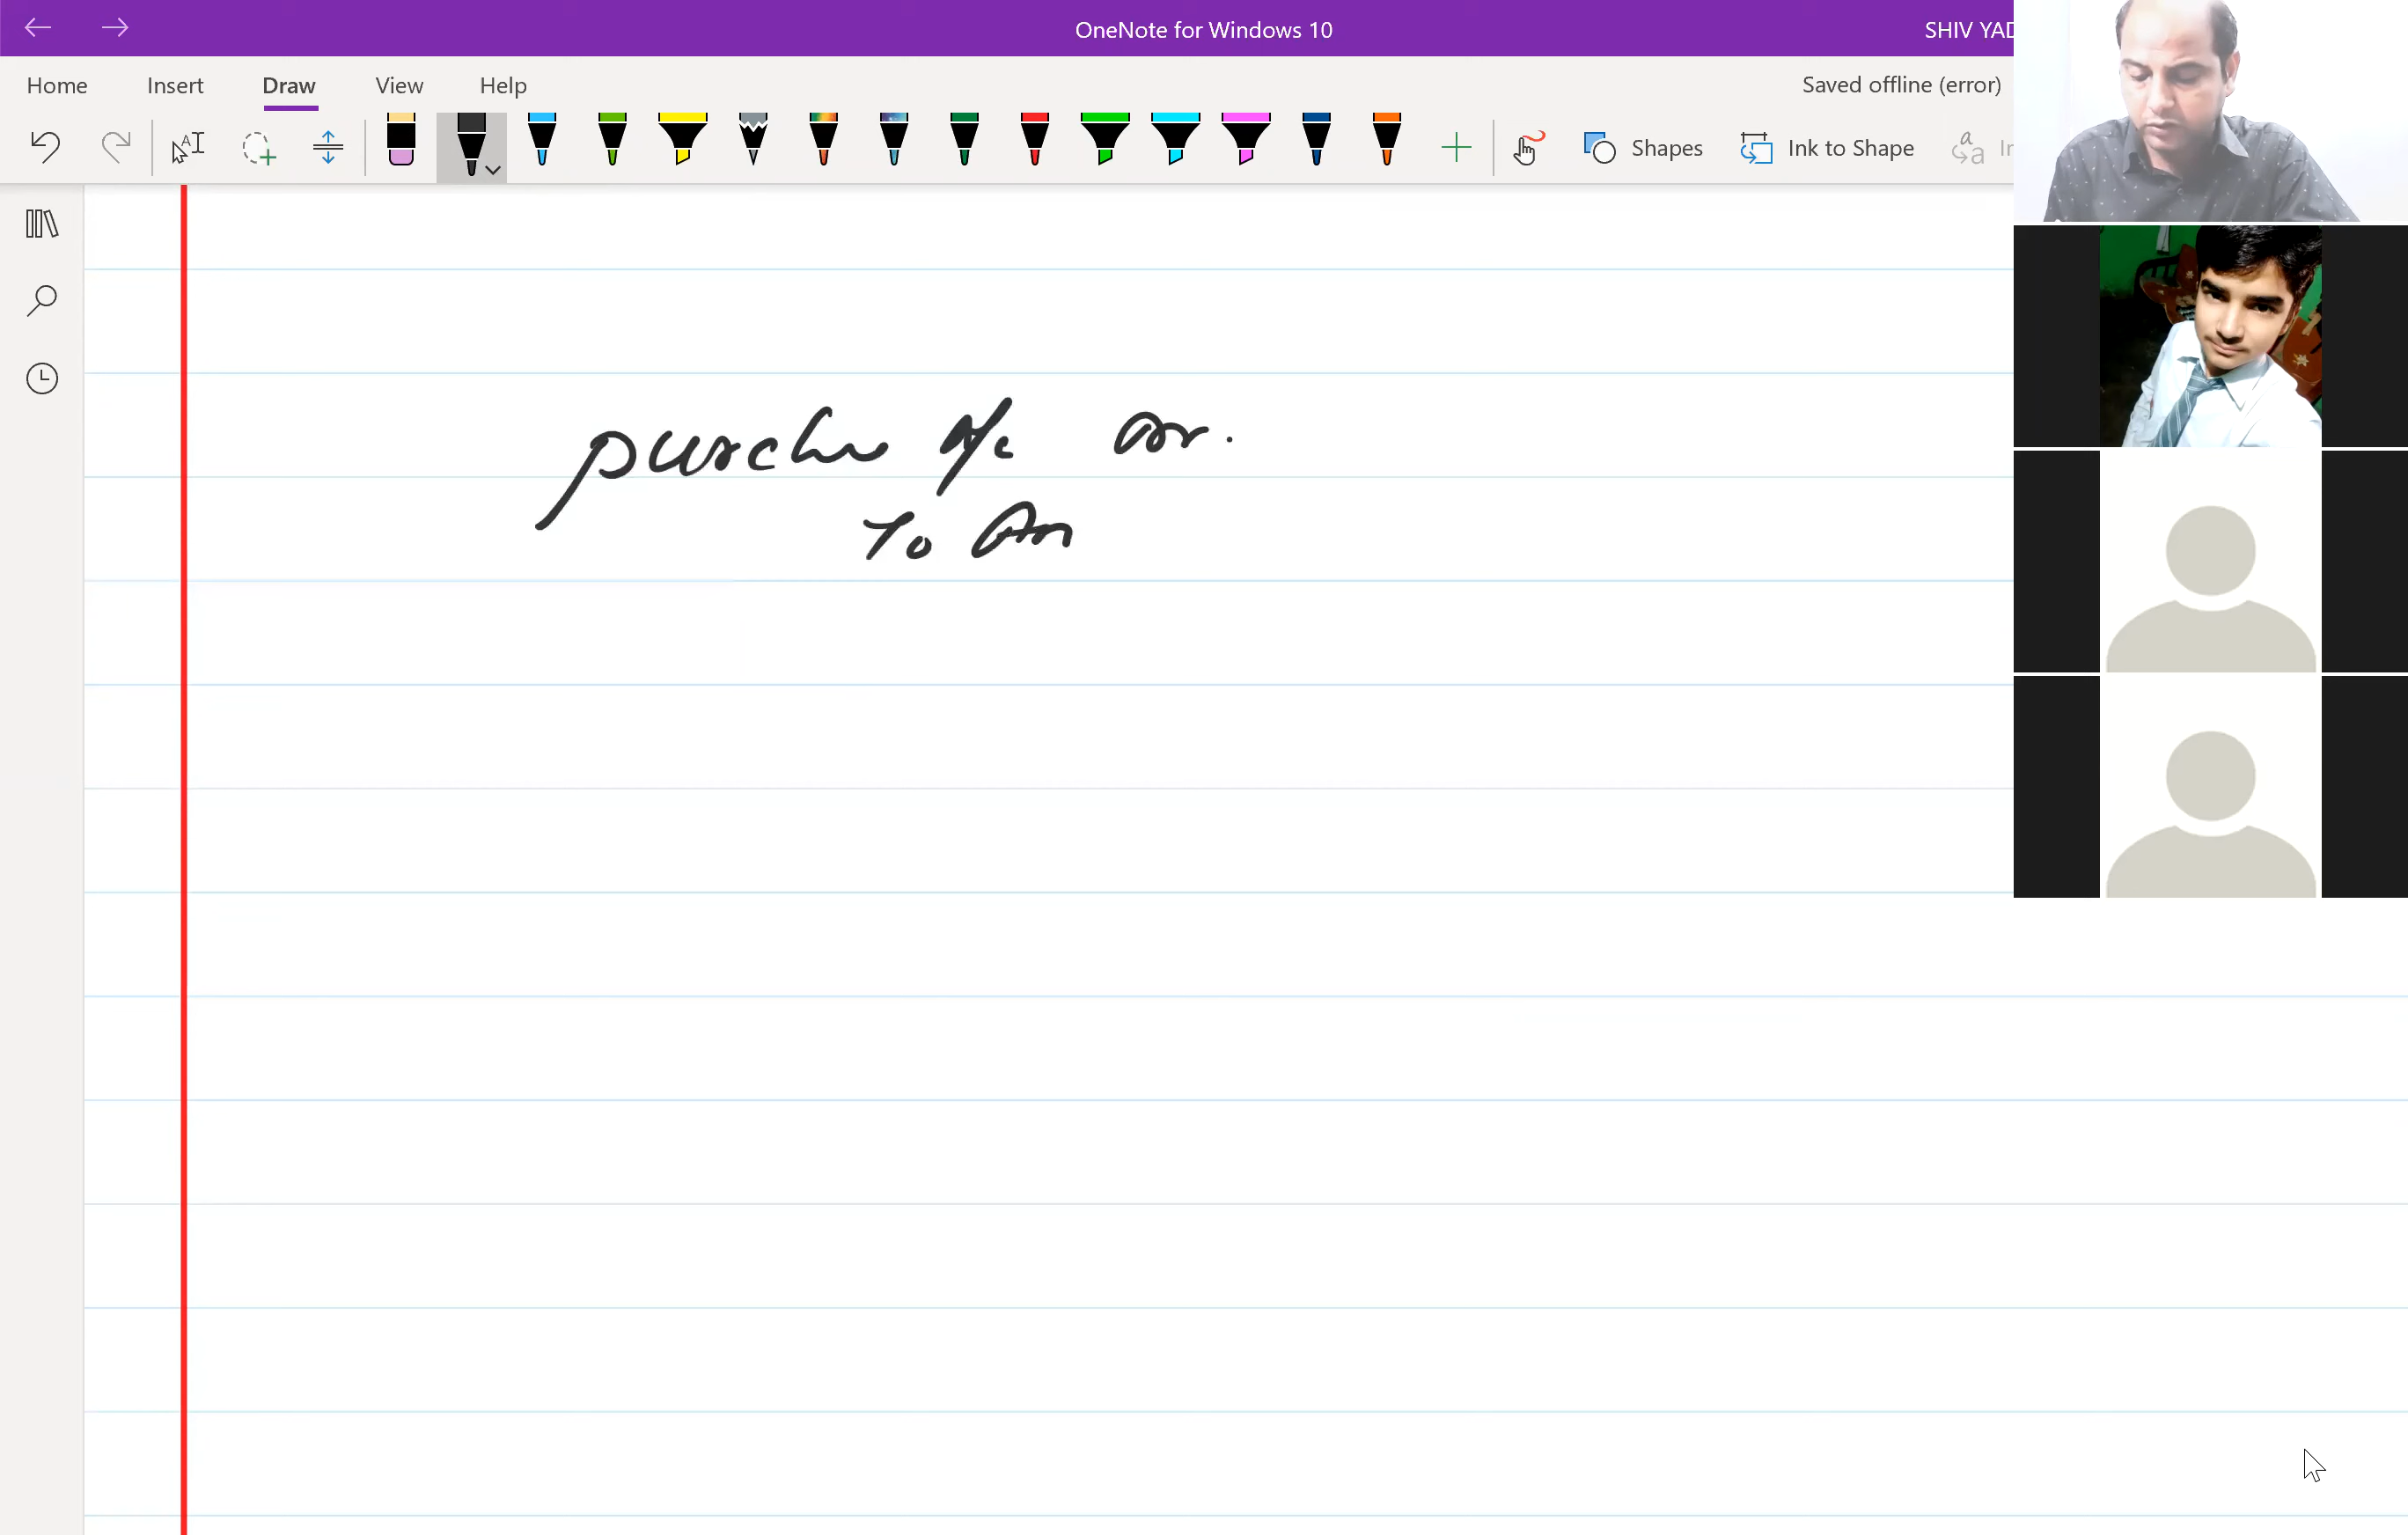 OneNote for Windows 10
SHIV YAD
Home Insert Draw View Help
Saved offline (error)
Shapes Ink to Shape In
a/c
To